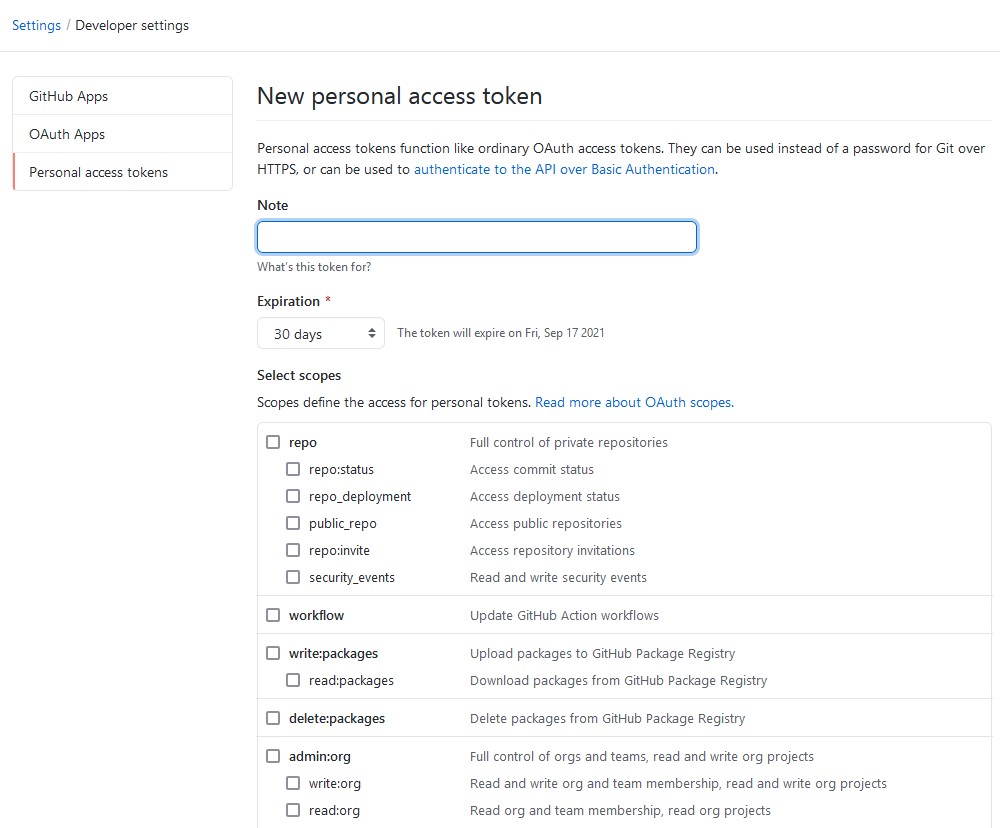 Settings / Developer settings
GitHub Apps
OAuth Apps
Personal access tokens
New personal access token
Personal access tokens function like ordinary OAuth access tokens. They can be used instead of a password for Git over
HTTPS, or can be used to authenticate to the API over Basic Authentication.
Note
What's this token for?
Expiration *
30 days The token will expire on Fri, Sep 17 2021
Select scopes
Scopes define the access for personal tokens. Read more about OAuth scopes.
repo Full control of private repositories
repo:status Access commit status
repo_deployment Access deployment status
public_repo Access public repositories
repo:invite Access repository invitations
security_events Read and write security events
workflow Update GitHub Action workflows
write:packages Upload packages to GitHub Package Registry
read:packages Download packages from GitHub Package Registry
delete:packages Delete packages from GitHub Package Registry
admin:org Full control of orgs and teams, read and write org projects
write:org Read and write org and team membership, read and write org projects
read:org Read org and team membership, read org projects